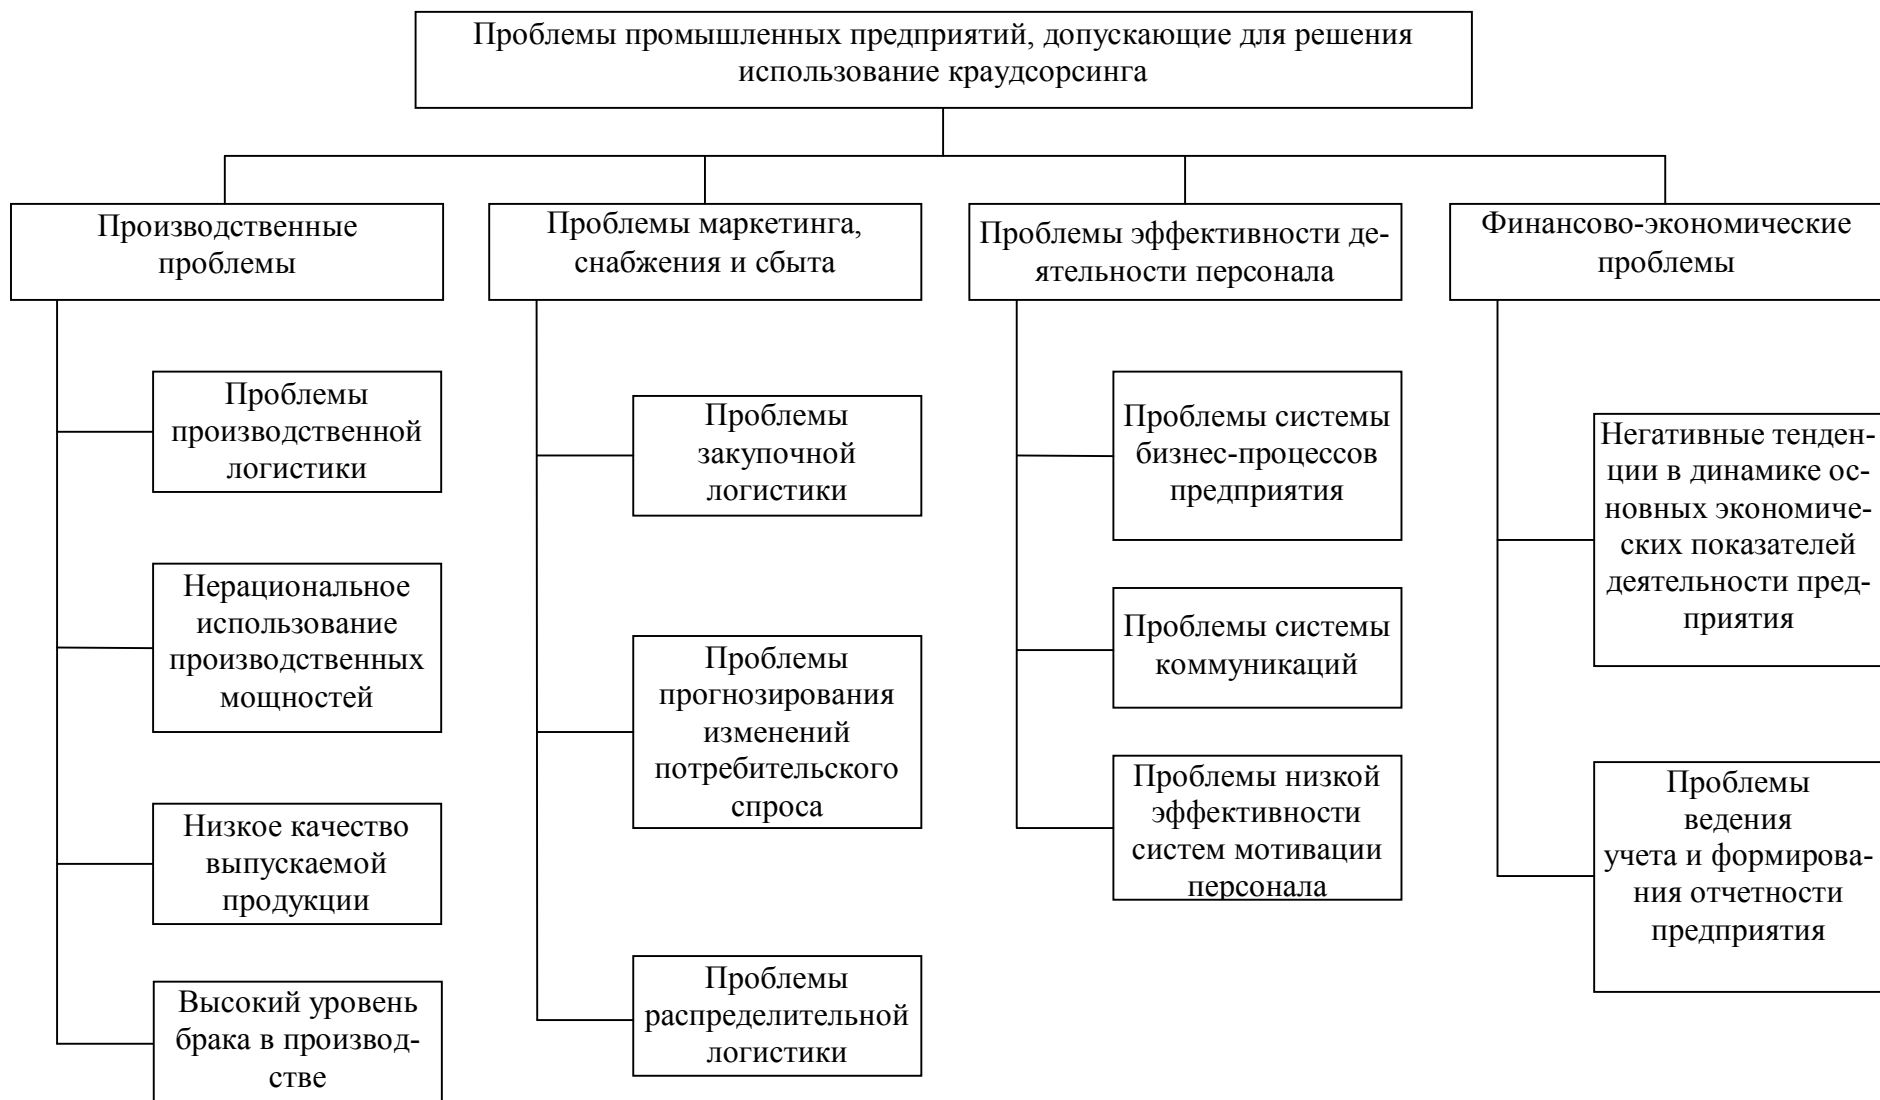 Проблемы промышленных предприятий, допускающие для решения
использование краудсорсинга
Производственные
проблемы
Проблемы маркетинга,
снабжения и сбыта
Проблемы эффективности де-
ятельности персонала
Финансово-экономические
проблемы
Проблемы
производственной
логистики
Нерациональное
использование
производственных
мощностей
Низкое качество
выпускаемой
продукции
Высокий уровень
брака в производ-
стве
Проблемы
закупочной
логистики
Проблемы
прогнозирования
изменений
потребительского
спроса
Проблемы
распределительной
логистики
Проблемы системы
бизнес-процессов
предприятия
Проблемы системы
коммуникаций
Проблемы низкой
эффективности
систем мотивации
персонала
Негативные тенден-
ции в динамике ос-
новных экономиче-
ских показателей
деятельности пред-
приятия
Проблемы
ведения
учета и формирова-
ния отчетности
предприятия